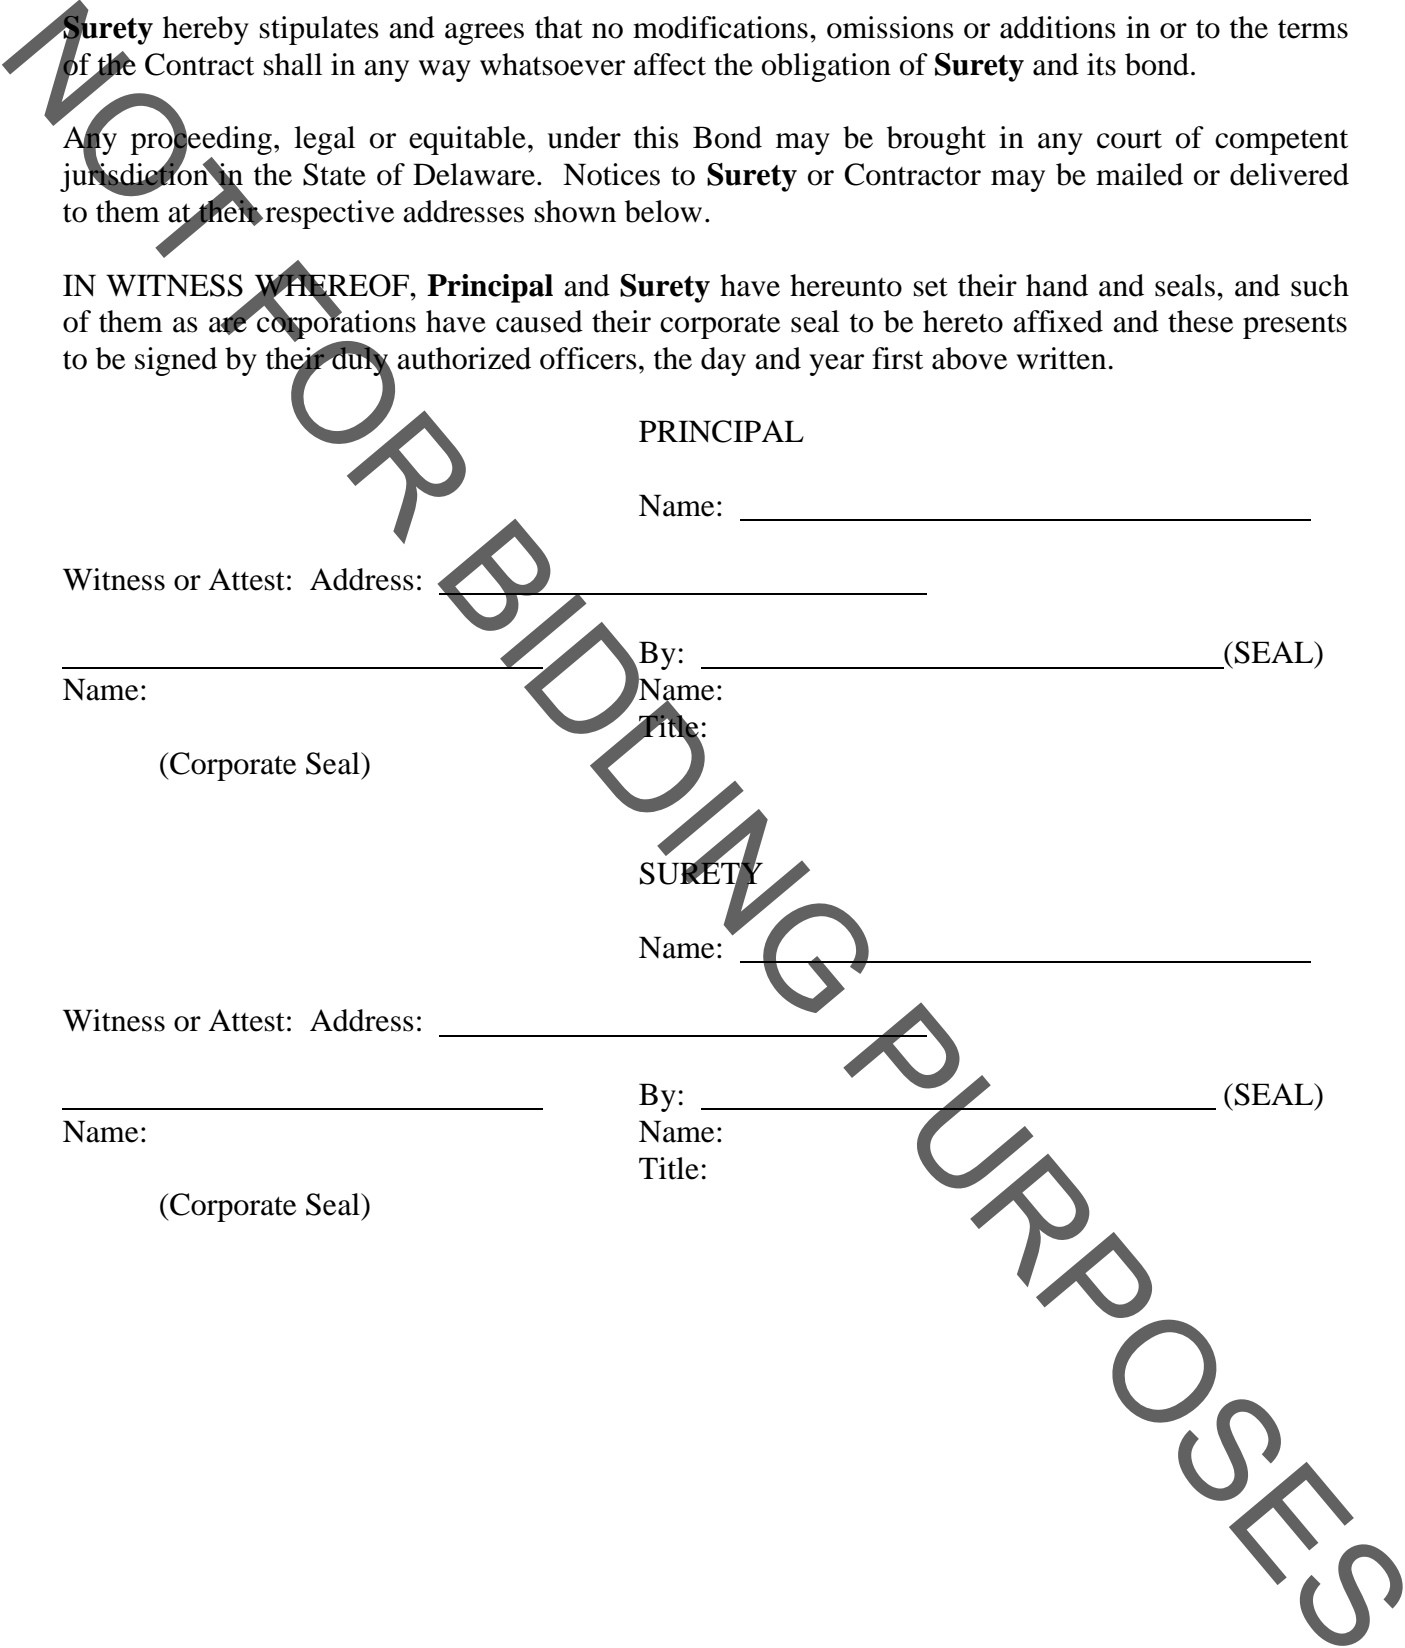 Surety hereby stipulates and agrees that no modifications, omissions or additions in or to the terms
of the Contract shall in any way whatsoever affect the obligation of Surety and its bond.
Any proceeding, legal or equitable, under this Bond may be brought in any court of competent
jurisdiction in the State of Delaware. Notices to Surety or Contractor may be mailed or delivered
to them at their respective addresses shown below.
IN WITNESS WHEREOF, Principal and Surety have hereunto set their hand and seals, and such
of them as are corporations have caused their corporate seal to be hereto affixed and these presents
to be signed by their duly authorized officers, the day and year first above written.
PRINCIPAL
Name:
Witness or Attest: Address:
By: (SEAL)
Name: Name:
Title:
(Corporate Seal)
SURETY
Name:
Witness or Attest: Address:
By: (SEAL)
Name: Name:
Title:
(Corporate Seal)
NOT FOR BIDDING PURPOSES